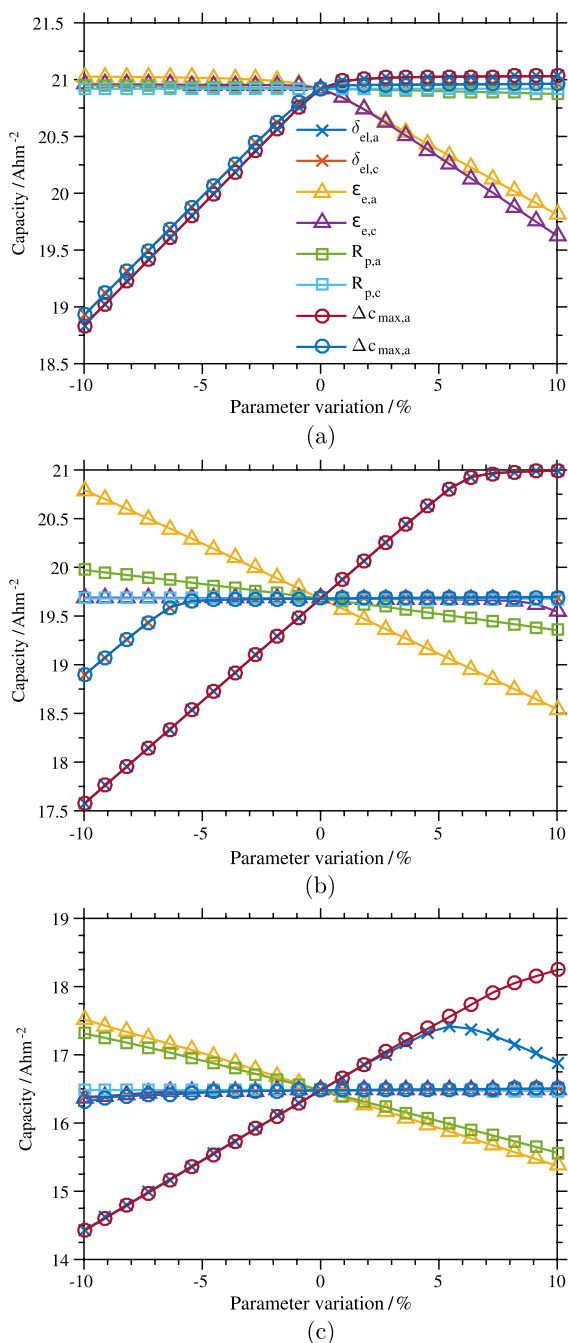 21.5
21
20.5
20
19.5
19
18.5
Capacity / Ahm⁻²
δel,a
δel,c
εe,a
εe,c
Rp,a
Rp,c
Δcmax,a
Δcmax,a
-10 -5 0 5 10
Parameter variation / %
(a)
21
20.5
20
19.5
19
18.5
18
17.5
Capacity / Ahm⁻²
-10 -5 0 5 10
Parameter variation / %
(b)
19
18
17
16
15
14
Capacity / Ahm⁻²
-10 -5 0 5 10
Parameter variation / %
(c)